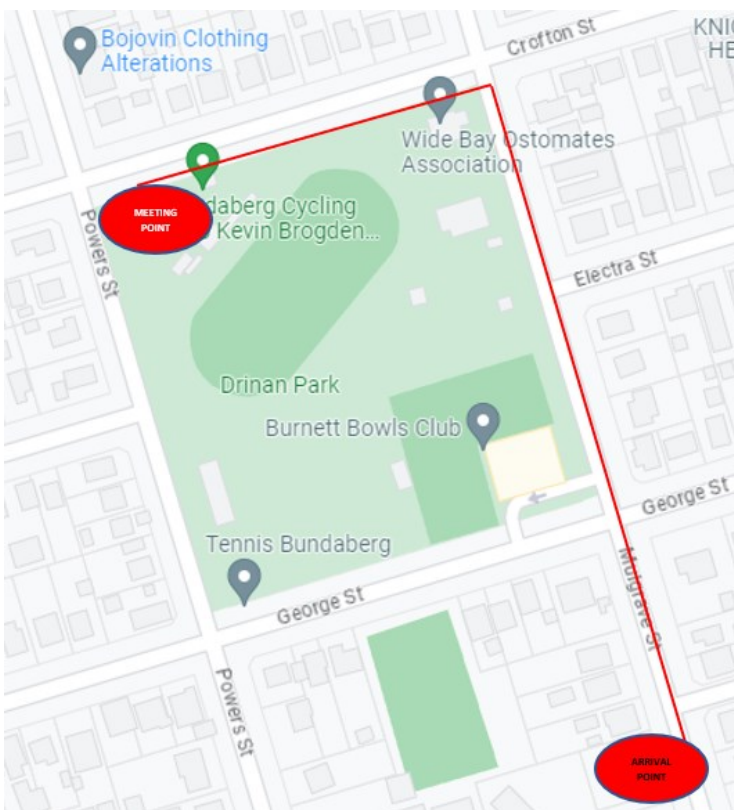 Crofton St
KNI
HE
Bojovin Clothing
Alterations
Wide Bay Ostomates
Association
MEETING
POINT
daberg Cycling
Kevin Brogden...
Powers St
Electra St
Drinan Park
Burnett Bowls Club
George St
Tennis Bundaberg
George St
Mulgrave St
Powers St
ARRIVAL
POINT